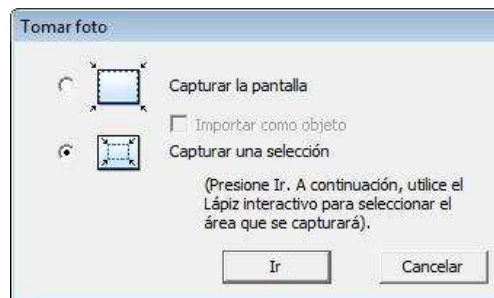 Tomar foto
Capturar la pantalla
Importar como objeto
Capturar una selección
(Presione Ir. A continuación, utilice el
Lápiz interactivo para seleccionar el
área que se capturará).
Ir
Cancelar